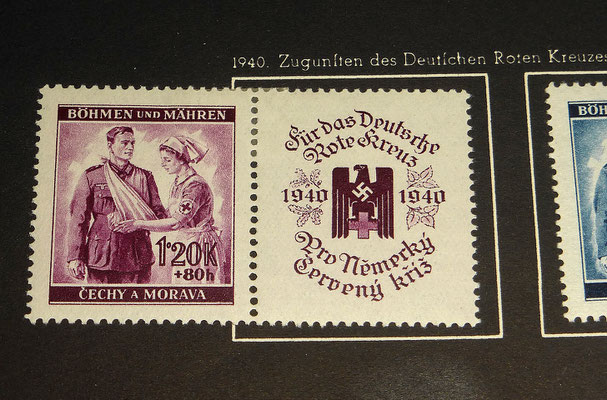 1940. Zugunſten des Deutſchen Roten Kreuzes
BÖHMEN UND MÄHREN
1·20K
+80h
ČECHY A MORAVA
Für das Deutsche
Rote Kreuz
1940 1940
Pro Německý
červený kříž
BÖHM